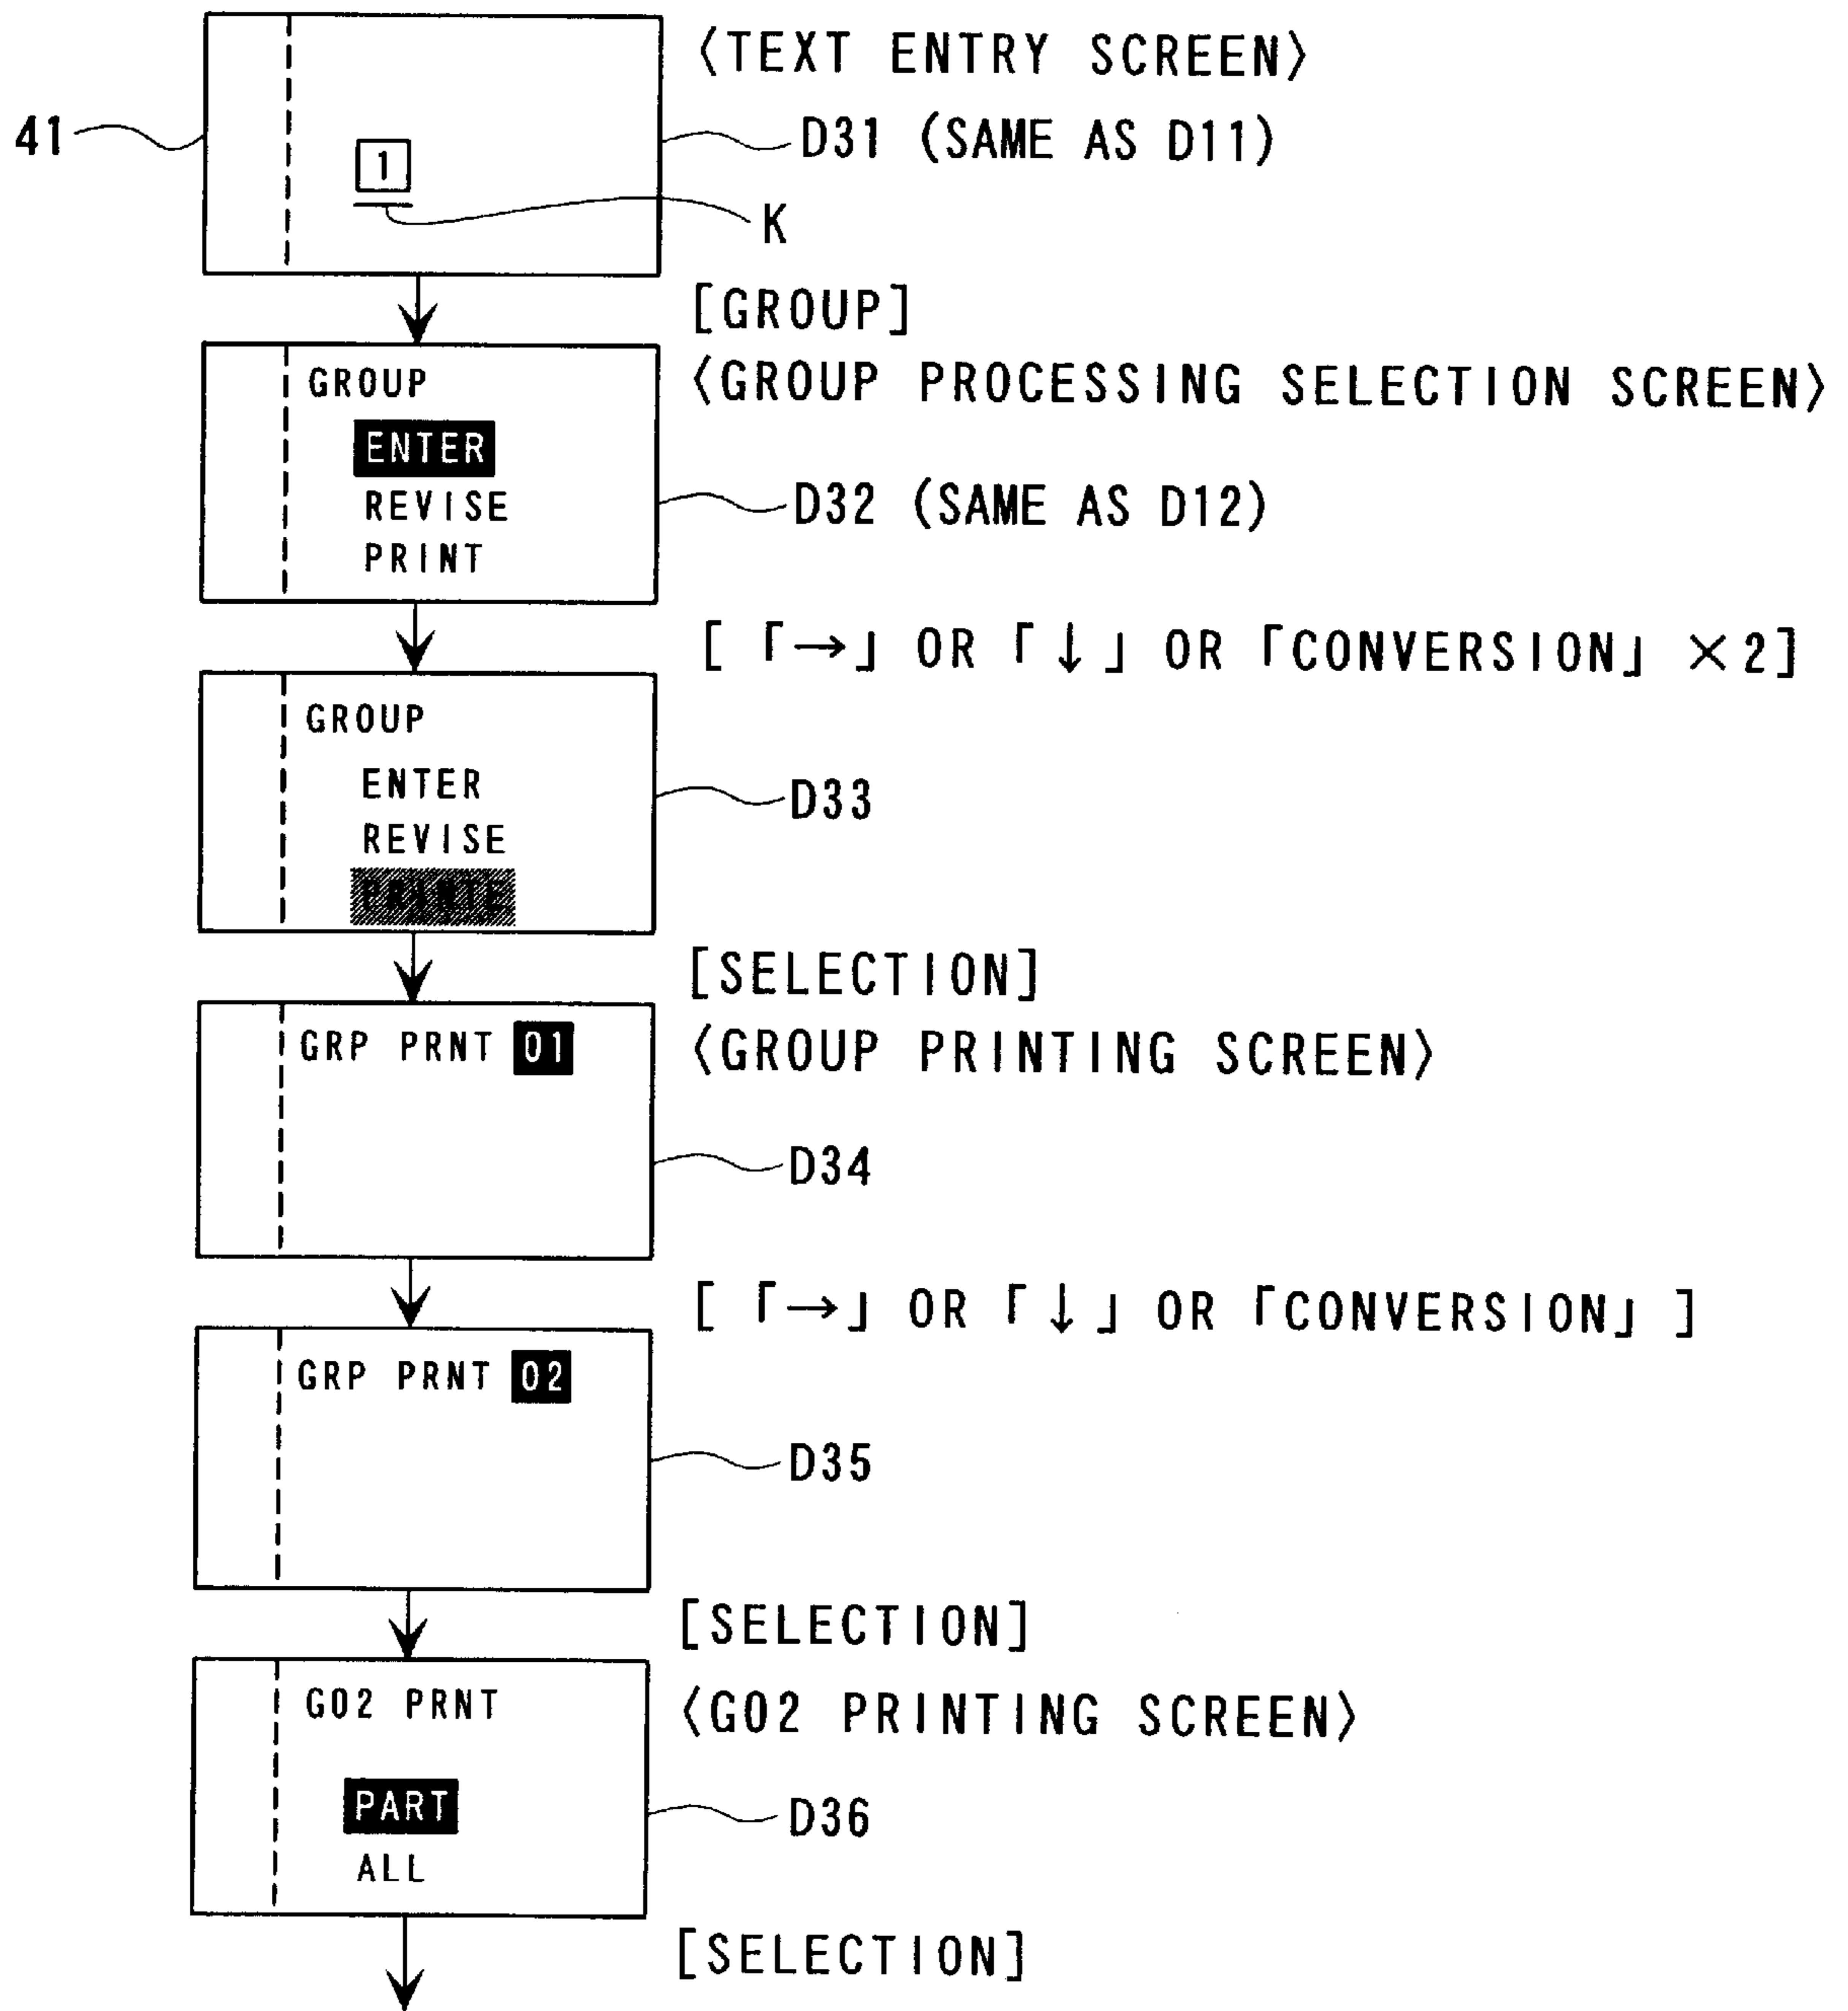 〈TEXT ENTRY SCREEN〉
41
D31 (SAME AS D11)
1
K
[GROUP]
〈GROUP PROCESSING SELECTION SCREEN〉
GROUP
ENTER
REVISE
PRINT
D32 (SAME AS D12)
[「→」 OR 「↓」 OR 「CONVERSION」 ×2]
GROUP
ENTER
REVISE
PRINTE
D33
[SELECTION]
〈GROUP PRINTING SCREEN〉
GRP PRNT 01
D34
[「→」 OR 「↓」 OR 「CONVERSION」 ]
GRP PRNT 02
D35
[SELECTION]
〈G02 PRINTING SCREEN〉
G02 PRNT
PART
ALL
D36
[SELECTION]